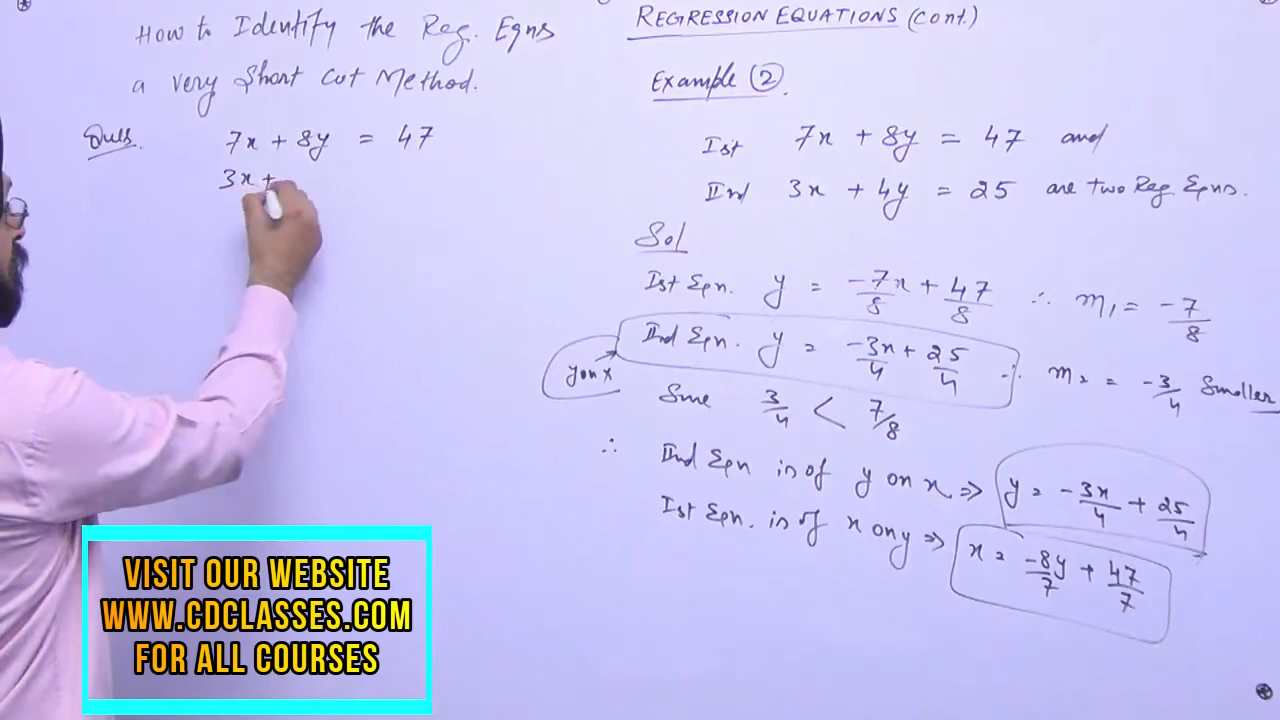 How to Identify the Reg. Eqns
a very Short Cut Method.
Ques. 7x + 8y = 47
3x +
REGRESSION EQUATIONS (cont.)
Example ②.
Ist 7x + 8y = 47 and
IInd 3x + 4y = 25 are two Reg Eqns.
Sol
Ist Eqn. y = -7x/8 + 47/8 ∴ m₁ = -7/8
IInd Eqn. y = -3x/4 + 25/4 ∴ m₂ = -3/4 Smaller
y on x
Since 3/4 < 7/8
∴ IInd Eqn is of y on x ⇒ y = -3x/4 + 25/4
Ist Eqn. is of x on y ⇒ x = -8y/7 + 47/7
VISIT OUR WEBSITE
WWW.CDCLASSES.COM
FOR ALL COURSES